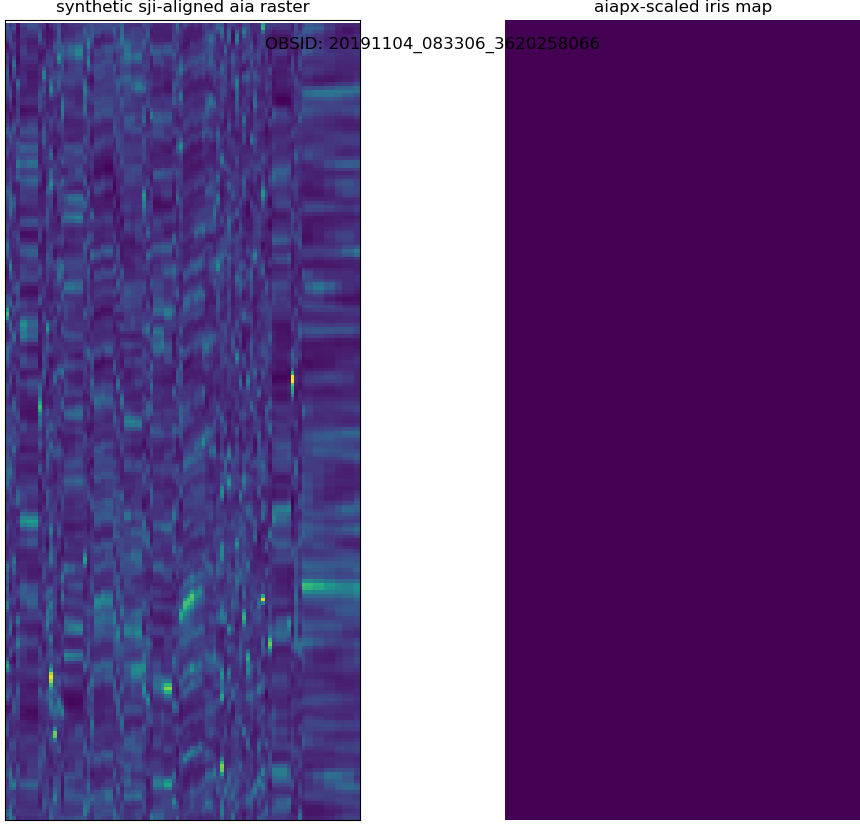 synthetic sji-aligned aia raster
aiapx-scaled iris map
OBSID: 20191104_083306_3620258066